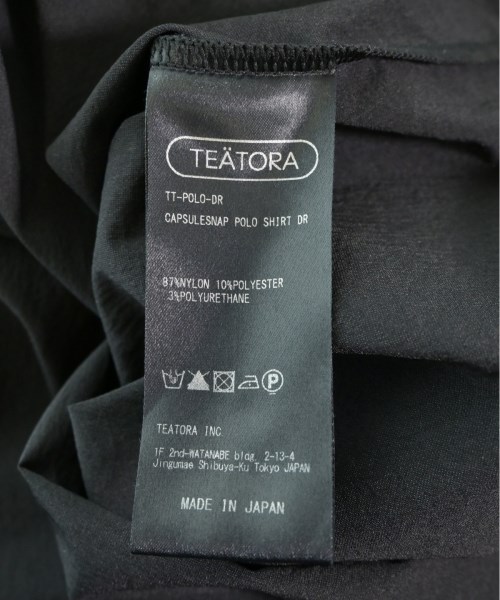 TEÄTORA
TT-POLO-DR
CAPSULESNAP POLO SHIRT DR
87%NYLON 10%POLYESTER
3%POLYURETHANE
P
TEATORA INC.
1F 2nd-WATANABE bldg. 2-13-4
Jingumae Shibuya-Ku Tokyo JAPAN
MADE IN JAPAN